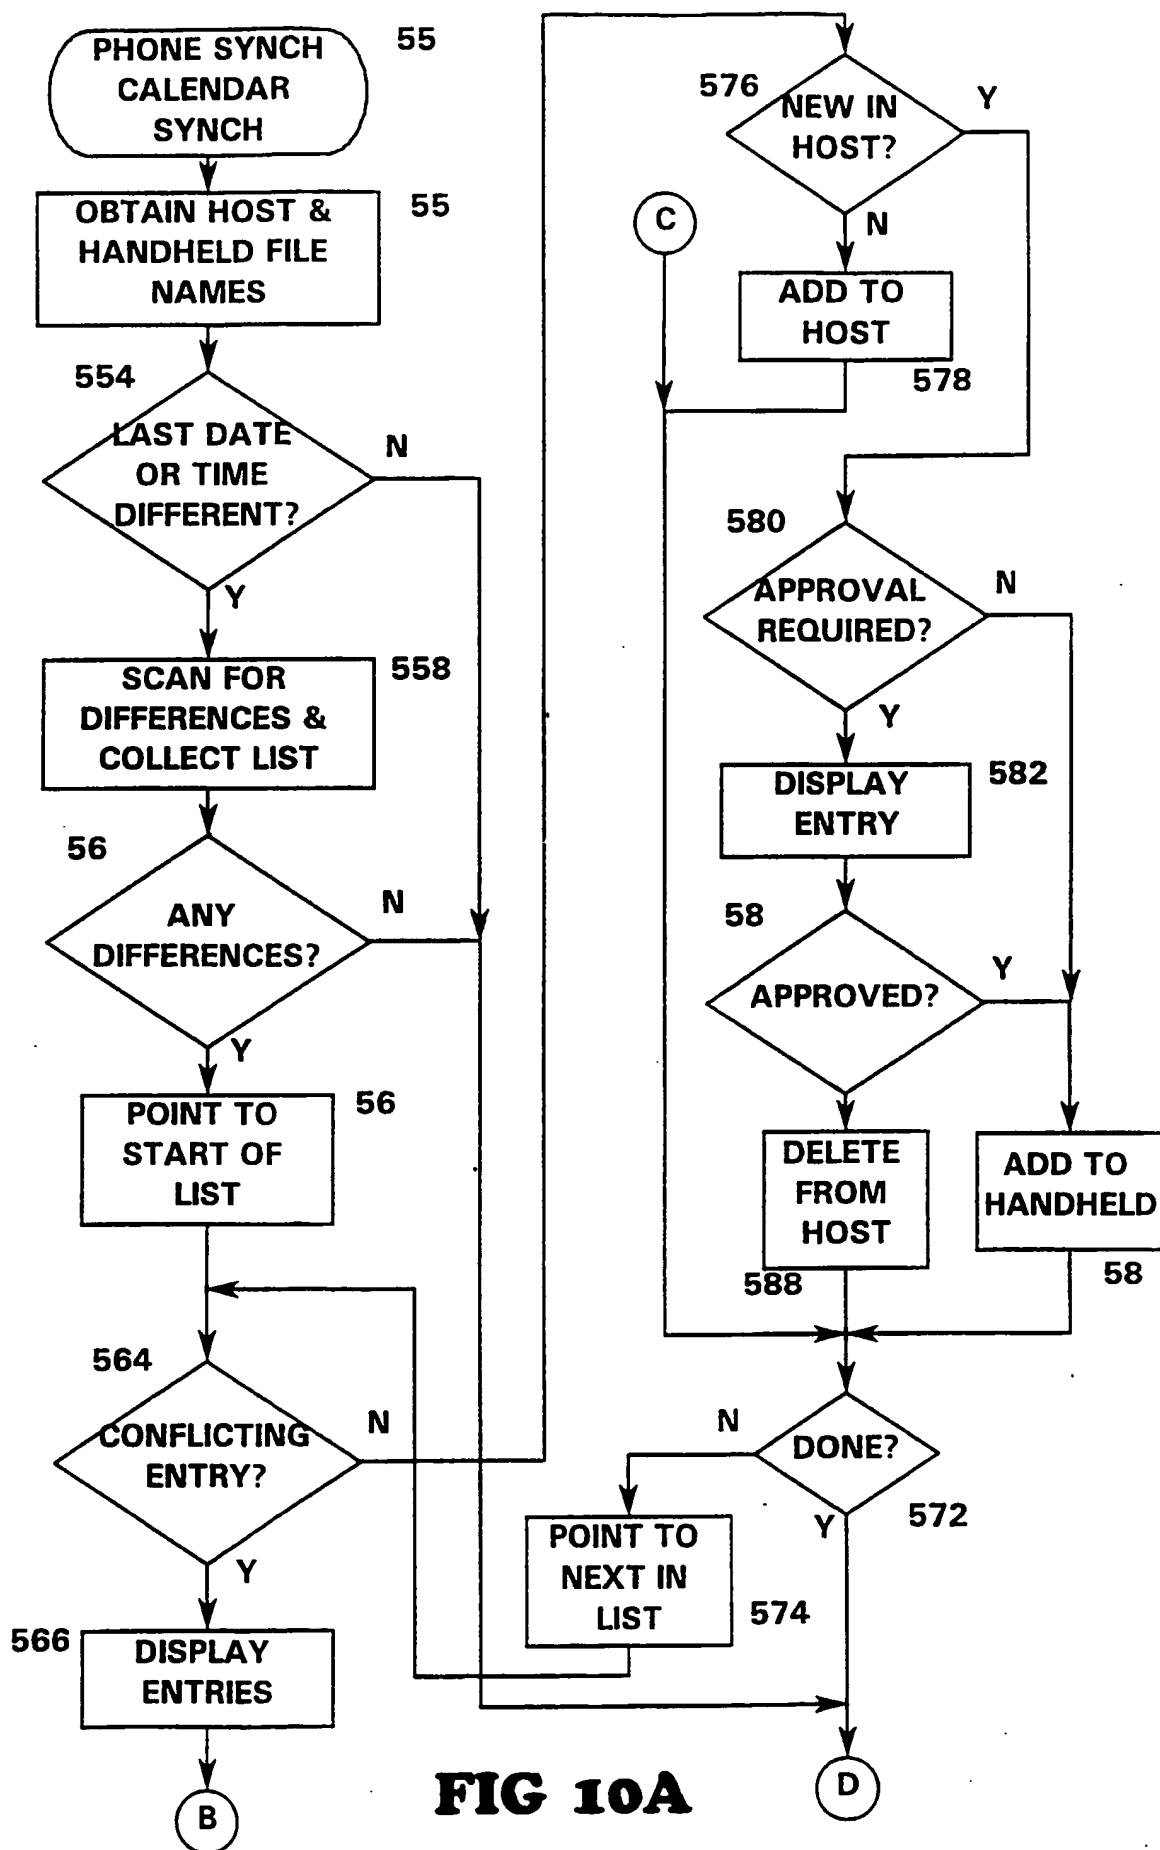 PHONE SYNCH
CALENDAR
SYNCH
55
OBTAIN HOST &
HANDHELD FILE
NAMES
55
554
LAST DATE
OR TIME
DIFFERENT?
N
Y
SCAN FOR
DIFFERENCES &
COLLECT LIST
558
56
ANY
DIFFERENCES?
N
Y
POINT TO
START OF
LIST
56
564
CONFLICTING
ENTRY?
N
Y
566
DISPLAY
ENTRIES
B
576
NEW IN
HOST?
Y
N
C
ADD TO
HOST
578
580
APPROVAL
REQUIRED?
N
Y
DISPLAY
ENTRY
582
58
APPROVED?
Y
DELETE
FROM
HOST
588
ADD TO
HANDHELD
58
DONE?
N
Y
572
POINT TO
NEXT IN
LIST
574
D
FIG 10A